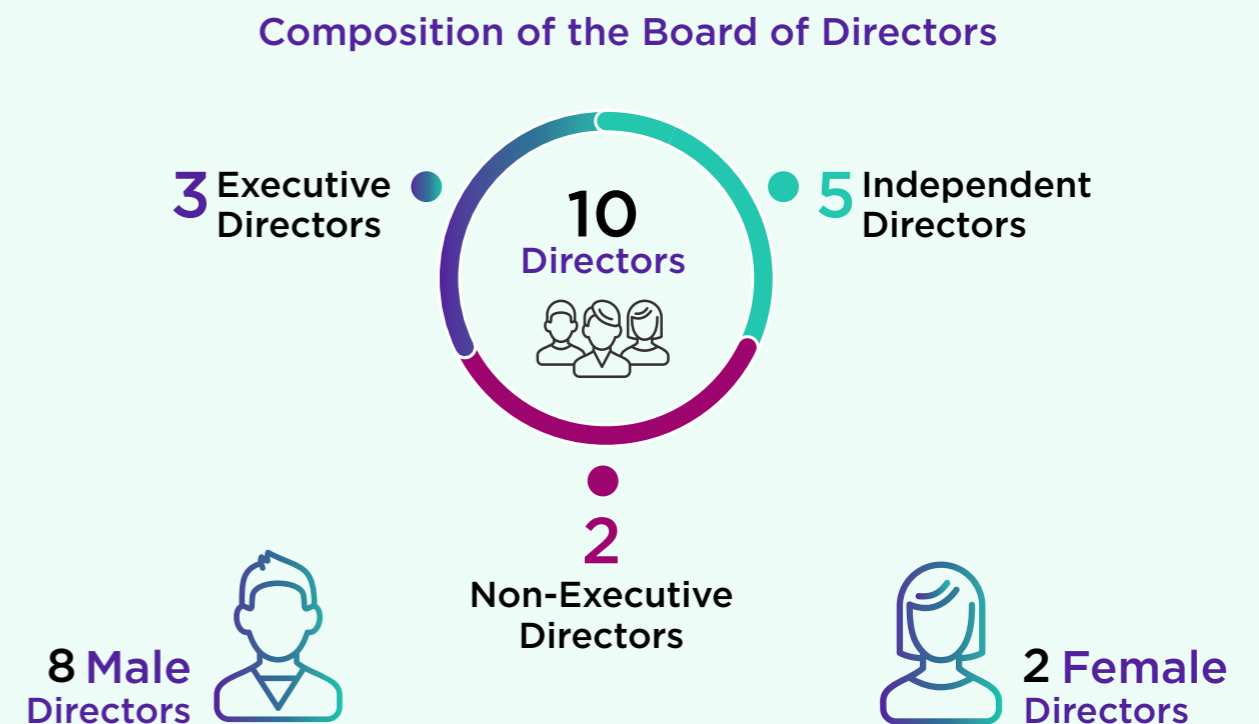 Composition of the Board of Directors
3 Executive
Directors
10
Directors
5 Independent
Directors
2
Non-Executive
Directors
8 Male
Directors
2 Female
Directors